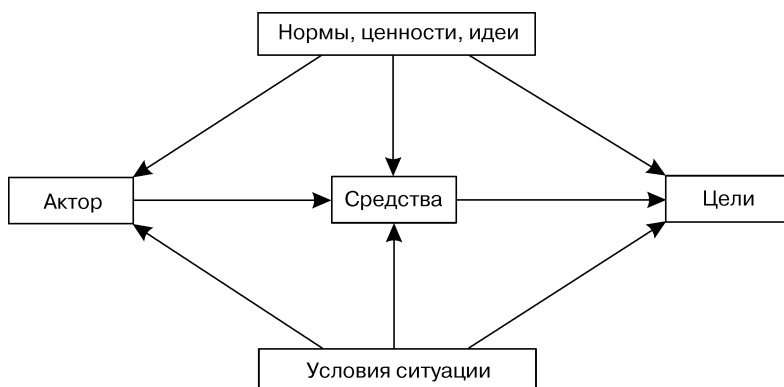 Нормы, ценности, идеи
Актор
Средства
Цели
Условия ситуации